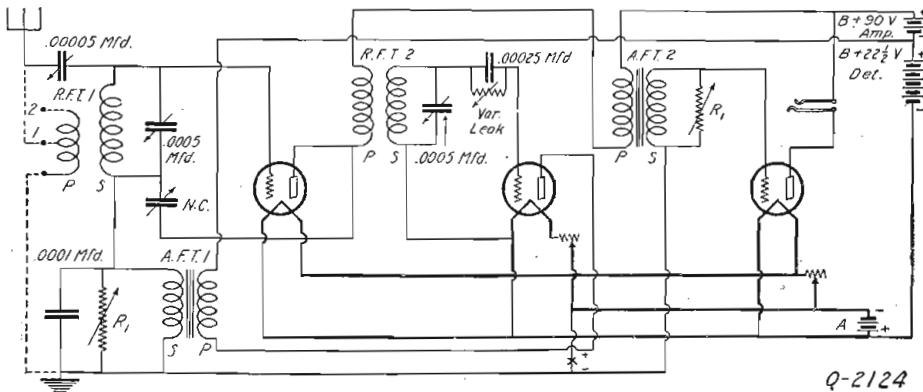 .00005 Mfd.
R.F.T. 1
2
1
P
S
.0005
Mfd.
N.C.
.0001 Mfd.
R₁
A.F.T. 1
S
P
R.F.T. 2
P
S
.00025 Mfd
Var.
Leak
.0005 Mfd.
A.F.T. 2
P
S
R₁
B+90 V
Amp.
B+22½ V
Det.
-
+
-
+
A
-
+
x
-
Q-2124